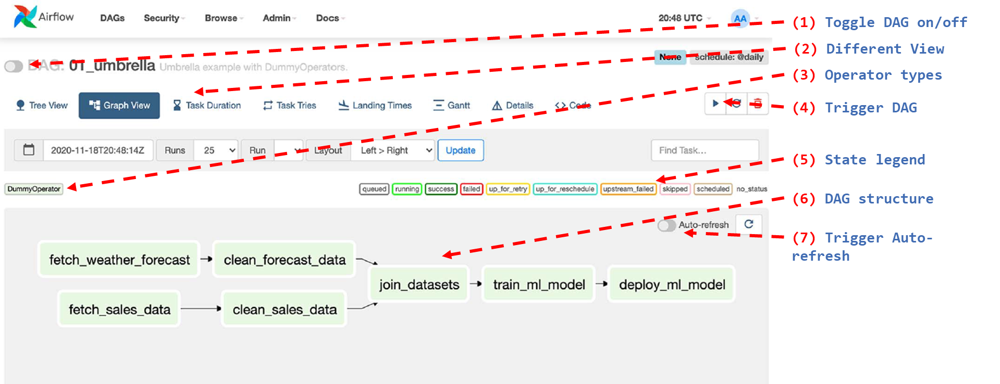 Airflow DAGs Security Browse Admin Docs 20:48 UTC AA
(1) Toggle DAG on/off
DAG: 01_umbrella Umbrella example with DummyOperators. None schedule: @daily
(2) Different View
(3) Operator types
Tree View Graph View Task Duration Task Tries Landing Times Gantt Details Code
(4) Trigger DAG
2020-11-18T20:48:14Z Runs 25 Run Layout Left > Right Update Find Task...
(5) State legend
DummyOperator queued running success failed up_for_retry up_for_reschedule upstream_failed skipped scheduled no_status
(6) DAG structure
Auto-refresh
(7) Trigger Auto-
refresh
fetch_weather_forecast clean_forecast_data
join_datasets train_ml_model deploy_ml_model
fetch_sales_data clean_sales_data